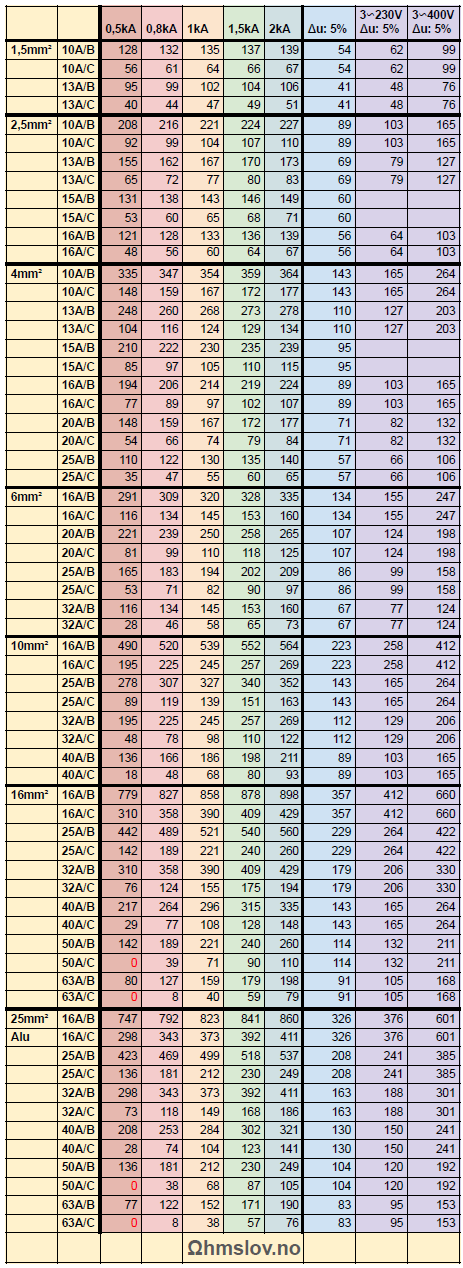 0,5kA 0,8kA 1kA 1,5kA 2kA Δu: 5% 3~230V Δu: 5% 3~400V Δu: 5%
1,5mm² 10A/B 128 132 135 137 139 54 62 99
10A/C 56 61 64 66 67 54 62 99
13A/B 95 99 102 104 106 41 48 76
13A/C 40 44 47 49 51 41 48 76
2,5mm² 10A/B 208 216 221 224 227 89 103 165
10A/C 92 99 104 107 110 89 103 165
13A/B 155 162 167 170 173 69 79 127
13A/C 65 72 77 80 83 69 79 127
15A/B 131 138 143 146 149 60
15A/C 53 60 65 68 71 60
16A/B 121 128 133 136 139 56 64 103
16A/C 48 56 60 64 67 56 64 103
4mm² 10A/B 335 347 354 359 364 143 165 264
10A/C 148 159 167 172 177 143 165 264
13A/B 248 260 268 273 278 110 127 203
13A/C 104 116 124 129 134 110 127 203
15A/B 210 222 230 235 239 95
15A/C 85 97 105 110 115 95
16A/B 194 206 214 219 224 89 103 165
16A/C 77 89 97 102 107 89 103 165
20A/B 148 159 167 172 177 71 82 132
20A/C 54 66 74 79 84 71 82 132
25A/B 110 122 130 135 140 57 66 106
25A/C 35 47 55 60 65 57 66 106
6mm² 16A/B 291 309 320 328 335 134 155 247
16A/C 116 134 145 153 160 134 155 247
20A/B 221 239 250 258 265 107 124 198
20A/C 81 99 110 118 125 107 124 198
25A/B 165 183 194 202 209 86 99 158
25A/C 53 71 82 90 97 86 99 158
32A/B 116 134 145 153 160 67 77 124
32A/C 28 46 58 65 73 67 77 124
10mm² 16A/B 490 520 539 552 564 223 258 412
16A/C 195 225 245 257 269 223 258 412
25A/B 278 307 327 340 352 143 165 264
25A/C 89 119 139 151 163 143 165 264
32A/B 195 225 245 257 269 112 129 206
32A/C 48 78 98 110 122 112 129 206
40A/B 136 166 186 198 211 89 103 165
40A/C 18 48 68 80 93 89 103 165
16mm² 16A/B 779 827 858 878 898 357 412 660
16A/C 310 358 390 409 429 357 412 660
25A/B 442 489 521 540 560 229 264 422
25A/C 142 189 221 240 260 229 264 422
32A/B 310 358 390 409 429 179 206 330
32A/C 76 124 155 175 194 179 206 330
40A/B 217 264 296 315 335 143 165 264
40A/C 29 77 108 128 148 143 165 264
50A/B 142 189 221 240 260 114 132 211
50A/C 0 39 71 90 110 114 132 211
63A/B 80 127 159 179 198 91 105 168
63A/C 0 8 40 59 79 91 105 168
25mm² 16A/B 747 792 823 841 860 326 376 601
Alu 16A/C 298 343 373 392 411 326 376 601
25A/B 423 469 499 518 537 208 241 385
25A/C 136 181 212 230 249 208 241 385
32A/B 298 343 373 392 411 163 188 301
32A/C 73 118 149 168 186 163 188 301
40A/B 208 253 284 302 321 130 150 241
40A/C 28 74 104 123 141 130 150 241
50A/B 136 181 212 230 249 104 120 192
50A/C 0 38 68 87 105 104 120 192
63A/B 77 122 152 171 190 83 95 153
63A/C 0 8 38 57 76 83 95 153
Ωhmslov.no